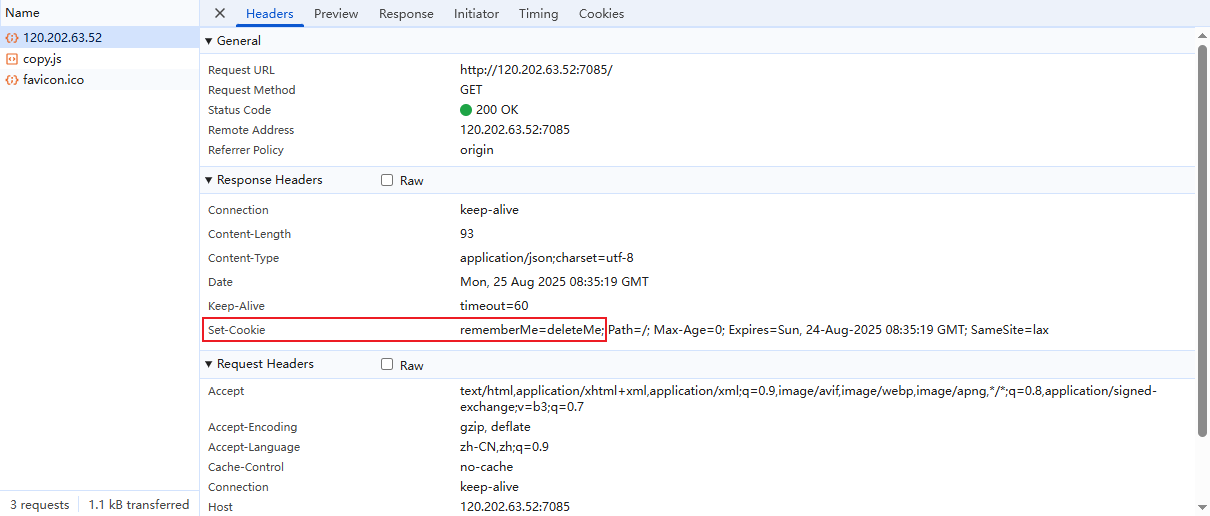 Name
120.202.63.52
copy.js
favicon.ico
3 requests 1.1 kB transferred
Headers Preview Response Initiator Timing Cookies
General
Request URL http://120.202.63.52:7085/
Request Method GET
Status Code 200 OK
Remote Address 120.202.63.52:7085
Referrer Policy origin
Response Headers Raw
Connection keep-alive
Content-Length 93
Content-Type application/json;charset=utf-8
Date Mon, 25 Aug 2025 08:35:19 GMT
Keep-Alive timeout=60
Set-Cookie rememberMe=deleteMe; Path=/; Max-Age=0; Expires=Sun, 24-Aug-2025 08:35:19 GMT; SameSite=lax
Request Headers Raw
Accept text/html,application/xhtml+xml,application/xml;q=0.9,image/avif,image/webp,image/apng,*/*;q=0.8,application/signed-
exchange;v=b3;q=0.7
Accept-Encoding gzip, deflate
Accept-Language zh-CN,zh;q=0.9
Cache-Control no-cache
Connection keep-alive
Host 120.202.63.52:7085